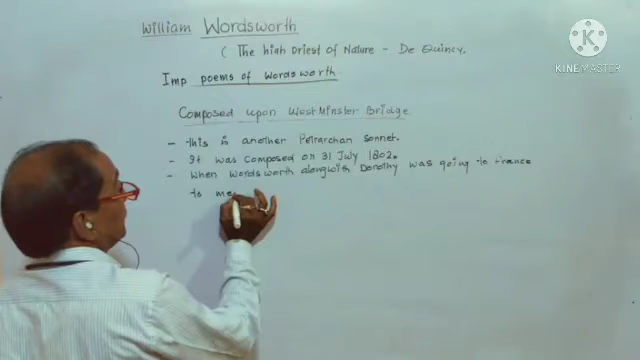 William Wordsworth
( The high Priest of Nature - De Quincy.
Imp poems of Wordsworth
Composed upon WestMinster Bridge
- This is another Petrarchan sonnet.
- It was composed on 31 July 1802.
- when Wordsworth alongwith Dorothy was going to France
to me
KINEMASTER